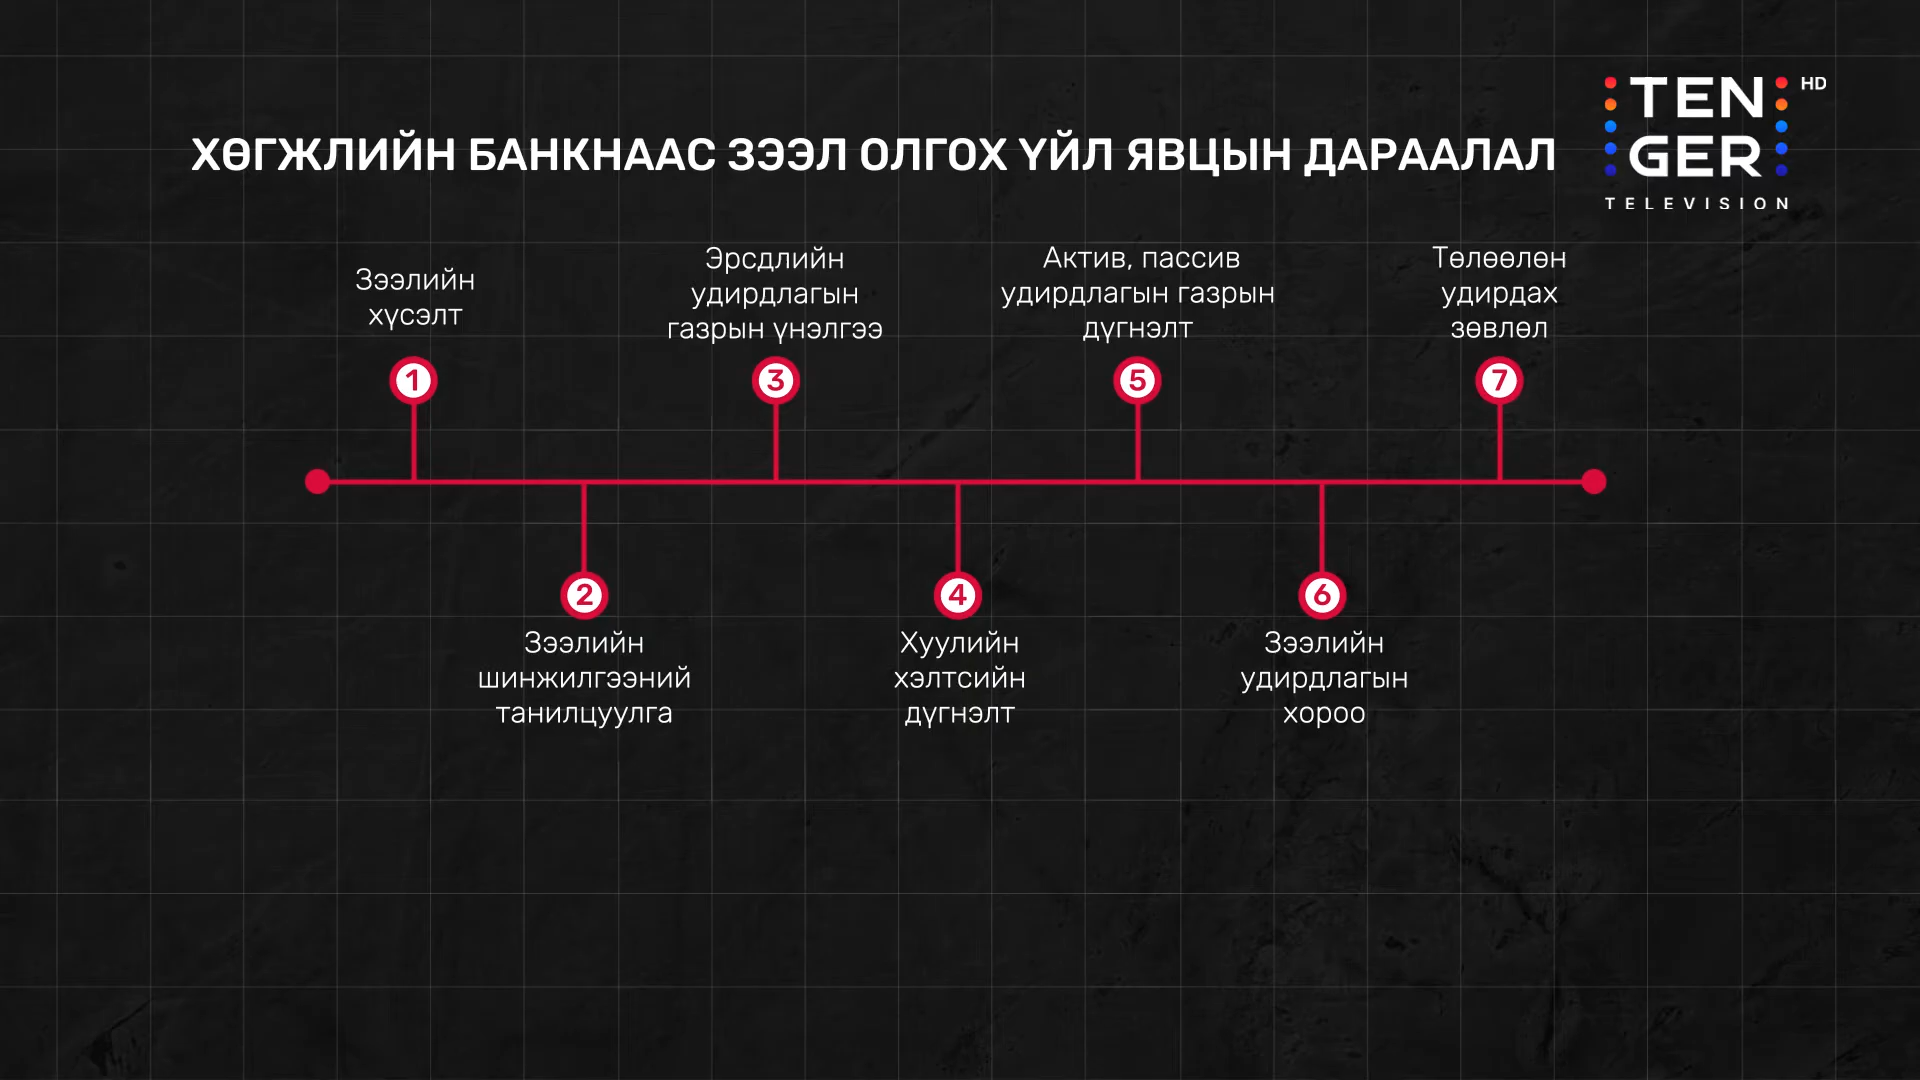 TEN HD
GER
TELEVISION
ХӨГЖЛИЙН БАНКНААС ЗЭЭЛ ОЛГОХ ҮЙЛ ЯВЦЫН ДАРААЛАЛ
Зээлийн
хүсэлт
1
Зээлийн
шинжилгээний
танилцуулга
2
Эрсдлийн
удирдлагын
газрын үнэлгээ
3
Хуулийн
хэлтсийн
дүгнэлт
4
Актив, пассив
удирдлагын газрын
дүгнэлт
5
Зээлийн
удирдлагын
хороо
6
Төлөөлөн
удирдах
зөвлөл
7